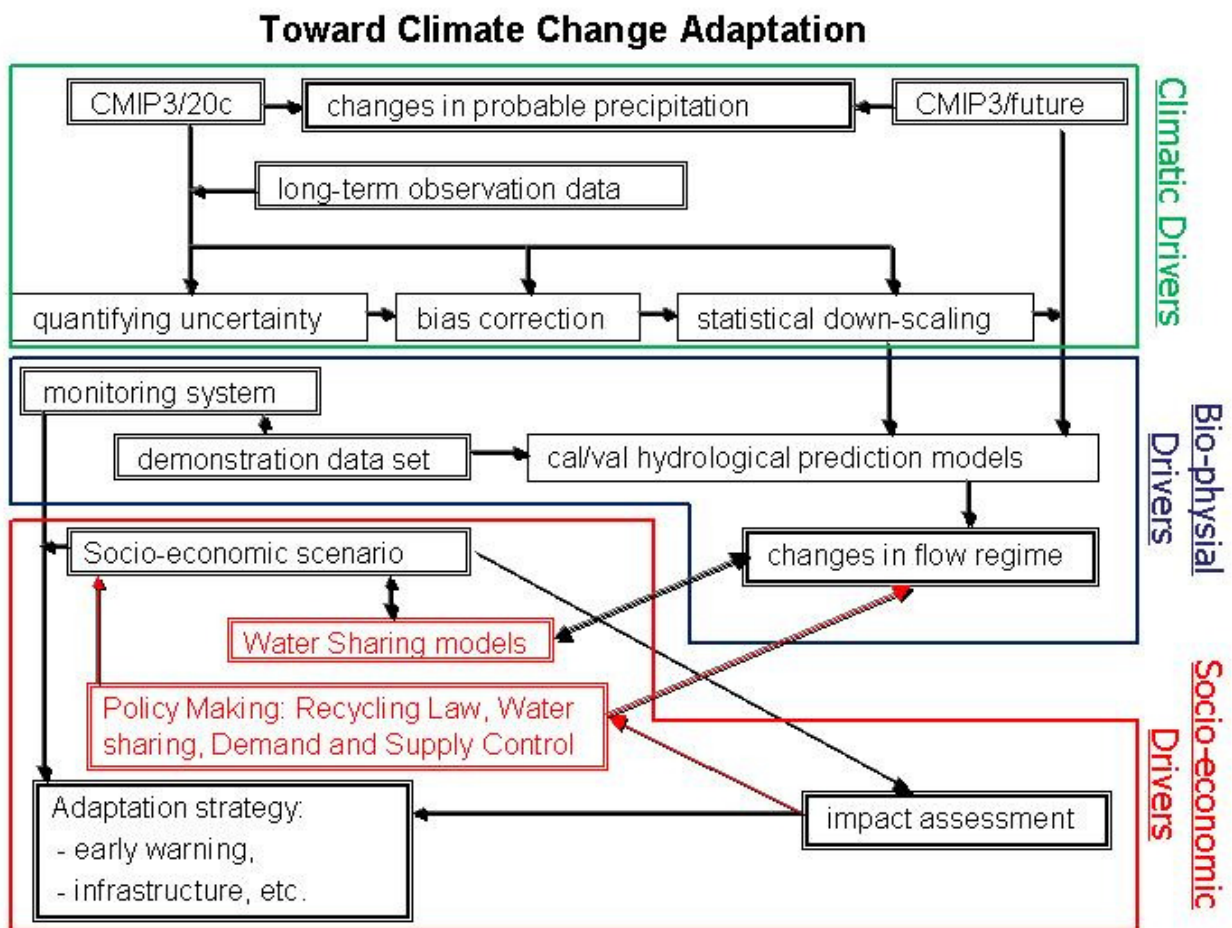 Toward Climate Change Adaptation
CMIP3/20c
changes in probable precipitation
CMIP3/future
long-term observation data
quantifying uncertainty
bias correction
statistical down-scaling
Climatic Drivers
monitoring system
demonstration data set
cal/val hydrological prediction models
Bio-physial
Drivers
Socio-economic scenario
changes in flow regime
Water Sharing models
Policy Making: Recycling Law, Water
sharing, Demand and Supply Control
Adaptation strategy:
- early warning,
- infrastructure, etc.
impact assessment
Socio-economic
Drivers